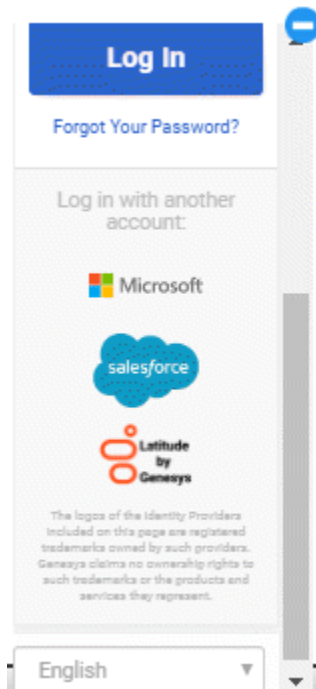 Log In
Forgot Your Password?
Log in with another
account:
Microsoft
salesforce
Latitude
by
Genesys
The logos of the Identity Providers
included on this page are registered
trademarks owned by such providers.
Genesys claims no ownership rights to
such trademarks or the products and
services they represent.
English